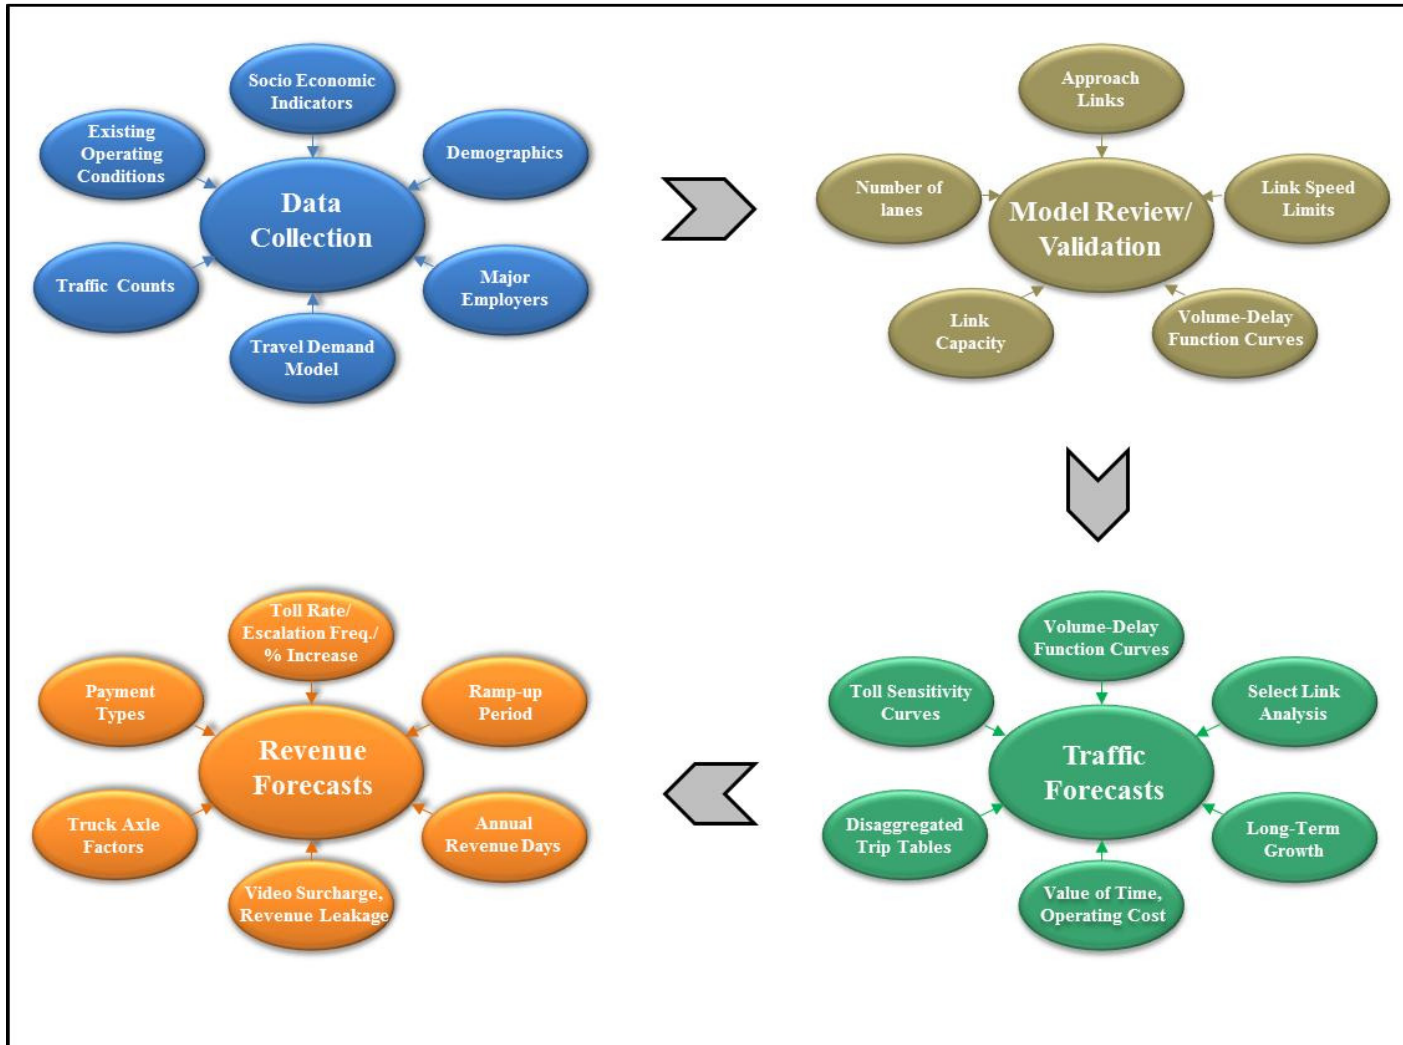 Socio Economic
Indicators
Existing
Operating
Conditions
Demographics
Data
Collection
Traffic Counts
Major
Employers
Travel Demand
Model
Approach
Links
Number of
lanes
Link Speed
Limits
Model Review/
Validation
Link
Capacity
Volume-Delay
Function Curves
Volume-Delay
Function Curves
Toll Sensitivity
Curves
Select Link
Analysis
Traffic
Forecasts
Disaggregated
Trip Tables
Long-Term
Growth
Value of Time,
Operating Cost
Toll Rate/
Escalation Freq./
% Increase
Payment
Types
Ramp-up
Period
Revenue
Forecasts
Truck Axle
Factors
Annual
Revenue Days
Video Surcharge,
Revenue Leakage